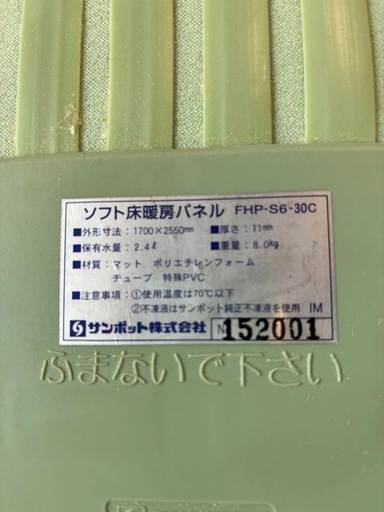 ソフト床暖房パネル FHP-S6-30C
■外形寸法：1700×2550mm ■厚さ：11mm
■保有水量：2.4ℓ ■重量：8.0kg
■材質：マット ポリエチレンフォーム
チューブ 特殊PVC
■注意事項：①使用温度は70℃以下
②不凍液はサンポット純正不凍液を使用 IM
サンポット株式会社 152001
ふまないで下さい